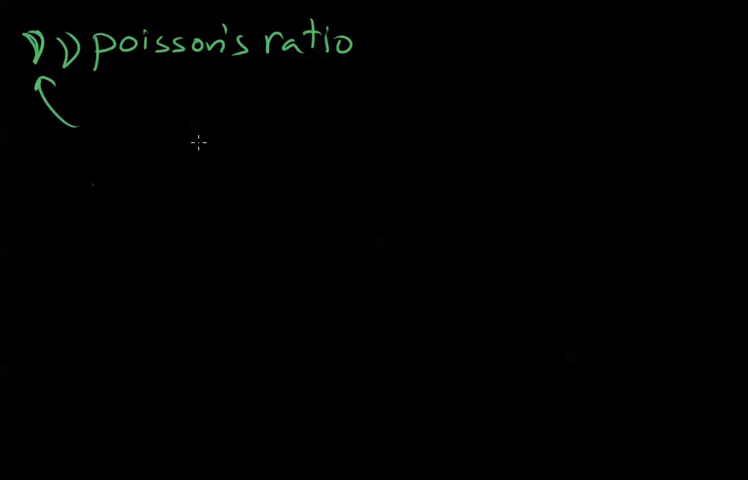 ν ν poisson's ratio